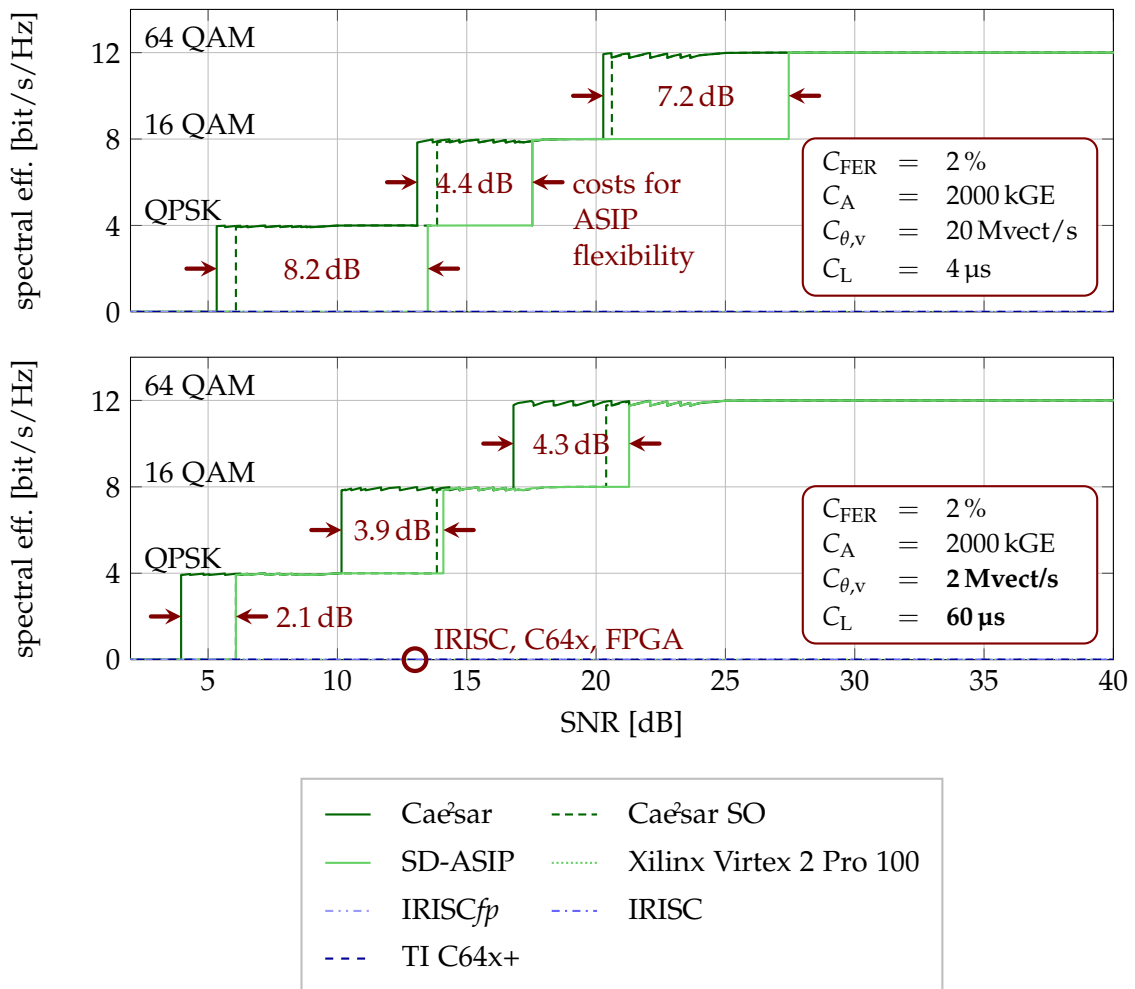 spectral eff. [bit/s/Hz]
64 QAM
12
7.2 dB
16 QAM
8
4.4 dB
costs for
ASIP
flexibility
QPSK
4
8.2 dB
0
C_FER = 2 %
C_A = 2000 kGE
C_θ,v = 20 Mvect/s
C_L = 4 µs
spectral eff. [bit/s/Hz]
64 QAM
12
4.3 dB
16 QAM
8
3.9 dB
QPSK
4
2.1 dB
IRISC, C64x, FPGA
0
C_FER = 2 %
C_A = 2000 kGE
C_θ,v = 2 Mvect/s
C_L = 60 µs
5 10 15 20 25 30 35 40
SNR [dB]
Cae²sar Cae²sar SO
SD-ASIP Xilinx Virtex 2 Pro 100
IRISCfp IRISC
TI C64x+